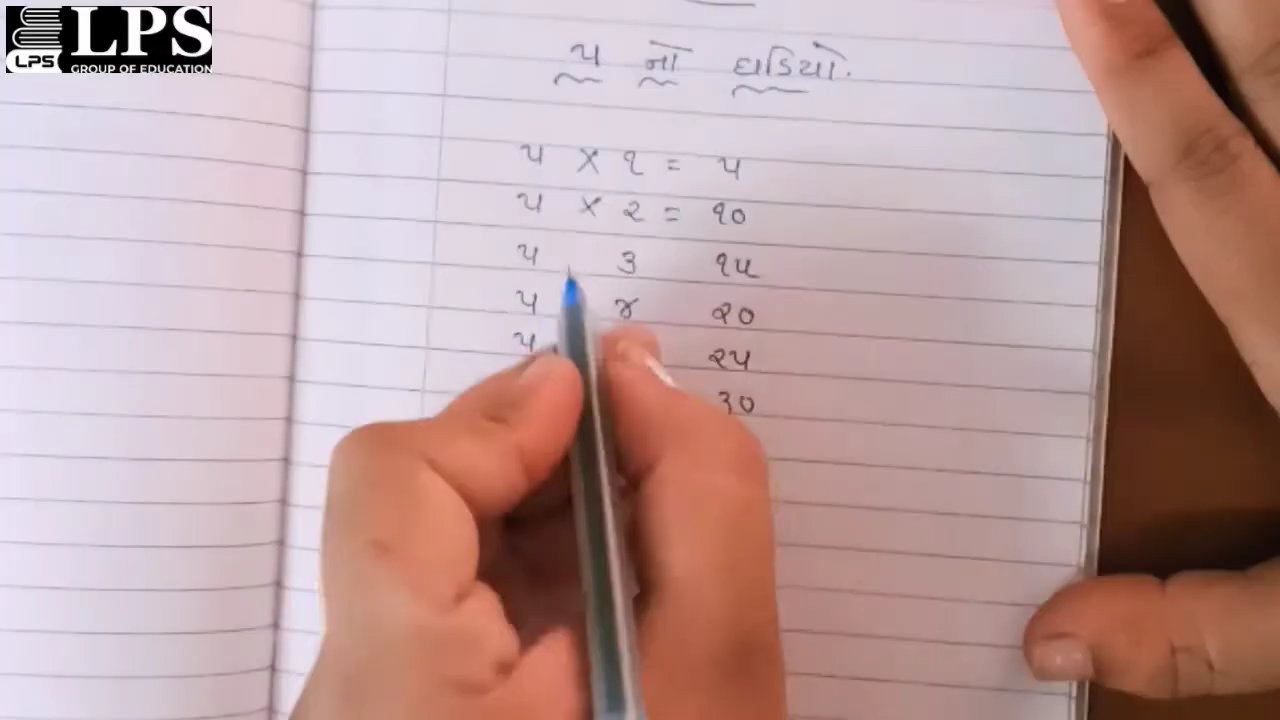 LPS
LPS
GROUP OF EDUCATION
૫ નો ઘડિયો.
૫ × ૧ = ૫
૫ × ૨ = ૧૦
૫ ૩ ૧૫
૫ ૪ ૨૦
૫ ૨૫
૩૦